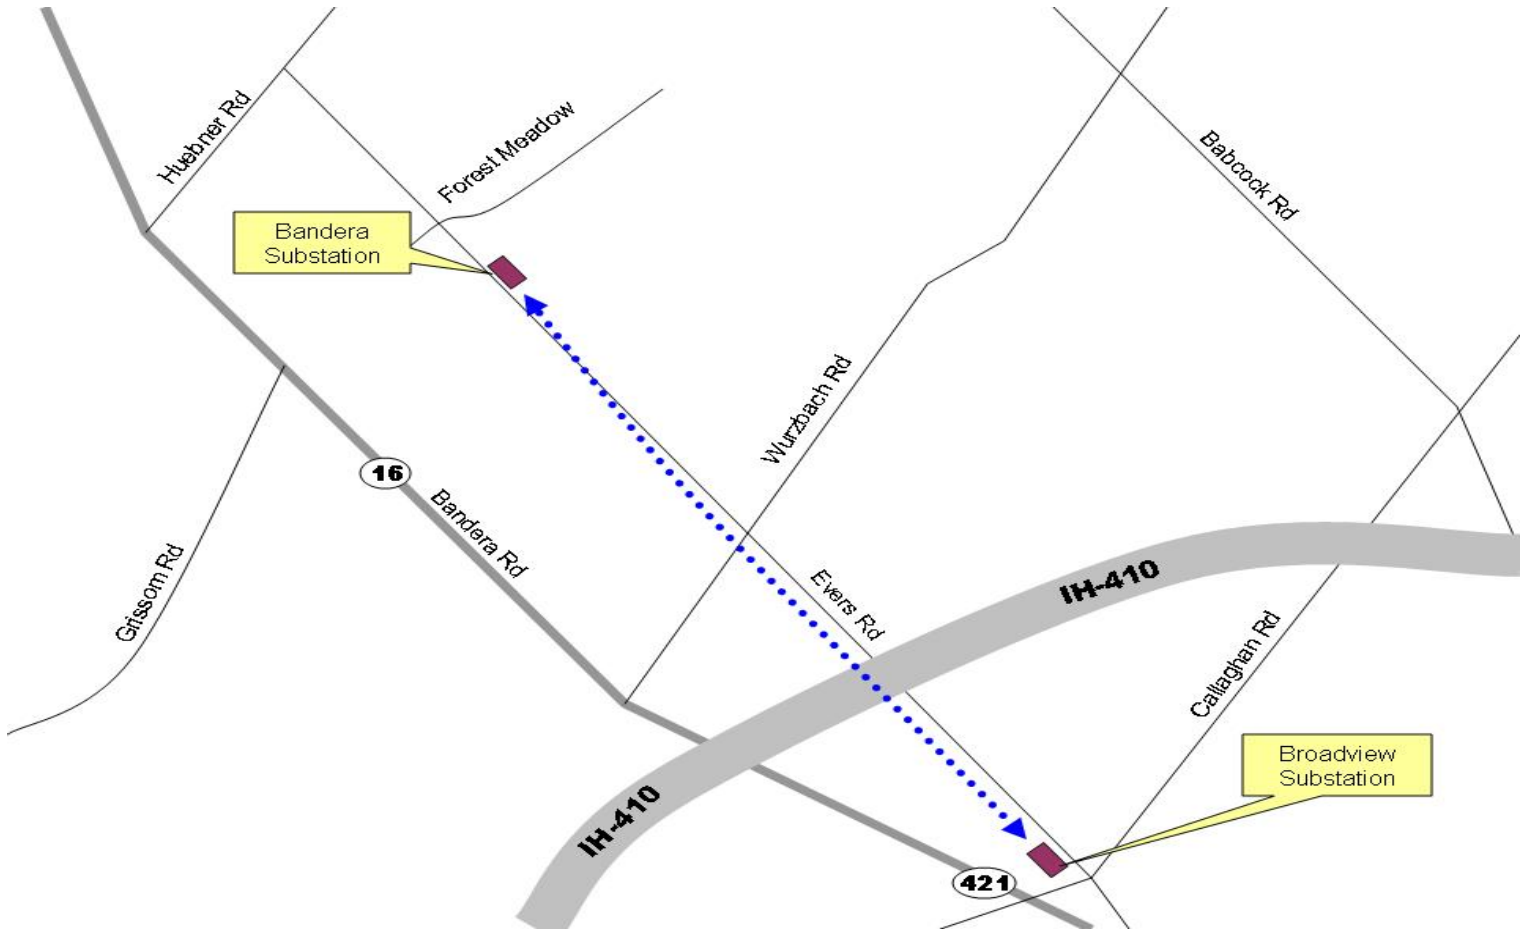 Huebner Rd
Forest Meadow
Babcock Rd
Bandera
Substation
Wurzbach Rd
16
Bandera Rd
Grissom Rd
Evers Rd
IH-410
Callaghan Rd
Broadview
Substation
IH-410
421